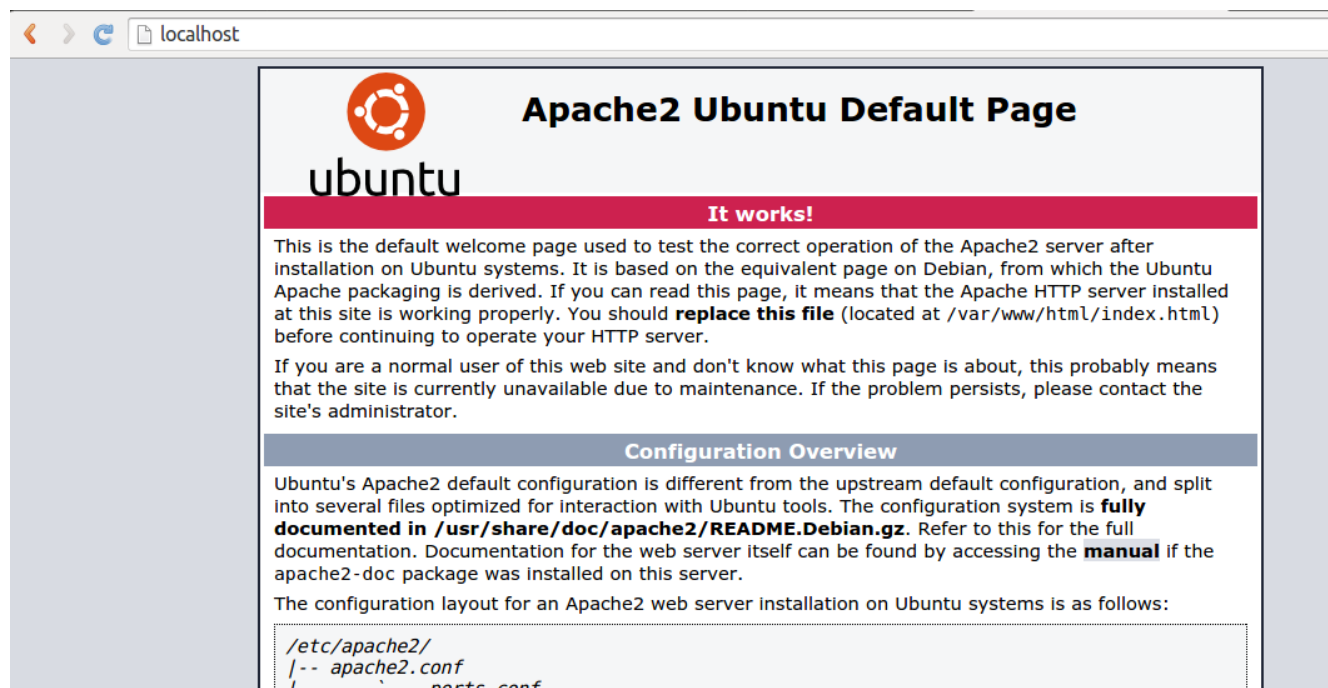 localhost
Apache2 Ubuntu Default Page
ubuntu
It works!
This is the default welcome page used to test the correct operation of the Apache2 server after
installation on Ubuntu systems. It is based on the equivalent page on Debian, from which the Ubuntu
Apache packaging is derived. If you can read this page, it means that the Apache HTTP server installed
at this site is working properly. You should replace this file (located at /var/www/html/index.html)
before continuing to operate your HTTP server.
If you are a normal user of this web site and don't know what this page is about, this probably means
that the site is currently unavailable due to maintenance. If the problem persists, please contact the
site's administrator.
Configuration Overview
Ubuntu's Apache2 default configuration is different from the upstream default configuration, and split
into several files optimized for interaction with Ubuntu tools. The configuration system is fully
documented in /usr/share/doc/apache2/README.Debian.gz. Refer to this for the full
documentation. Documentation for the web server itself can be found by accessing the manual if the
apache2-doc package was installed on this server.
The configuration layout for an Apache2 web server installation on Ubuntu systems is as follows:
/etc/apache2/
|-- apache2.conf
| ` ports.conf